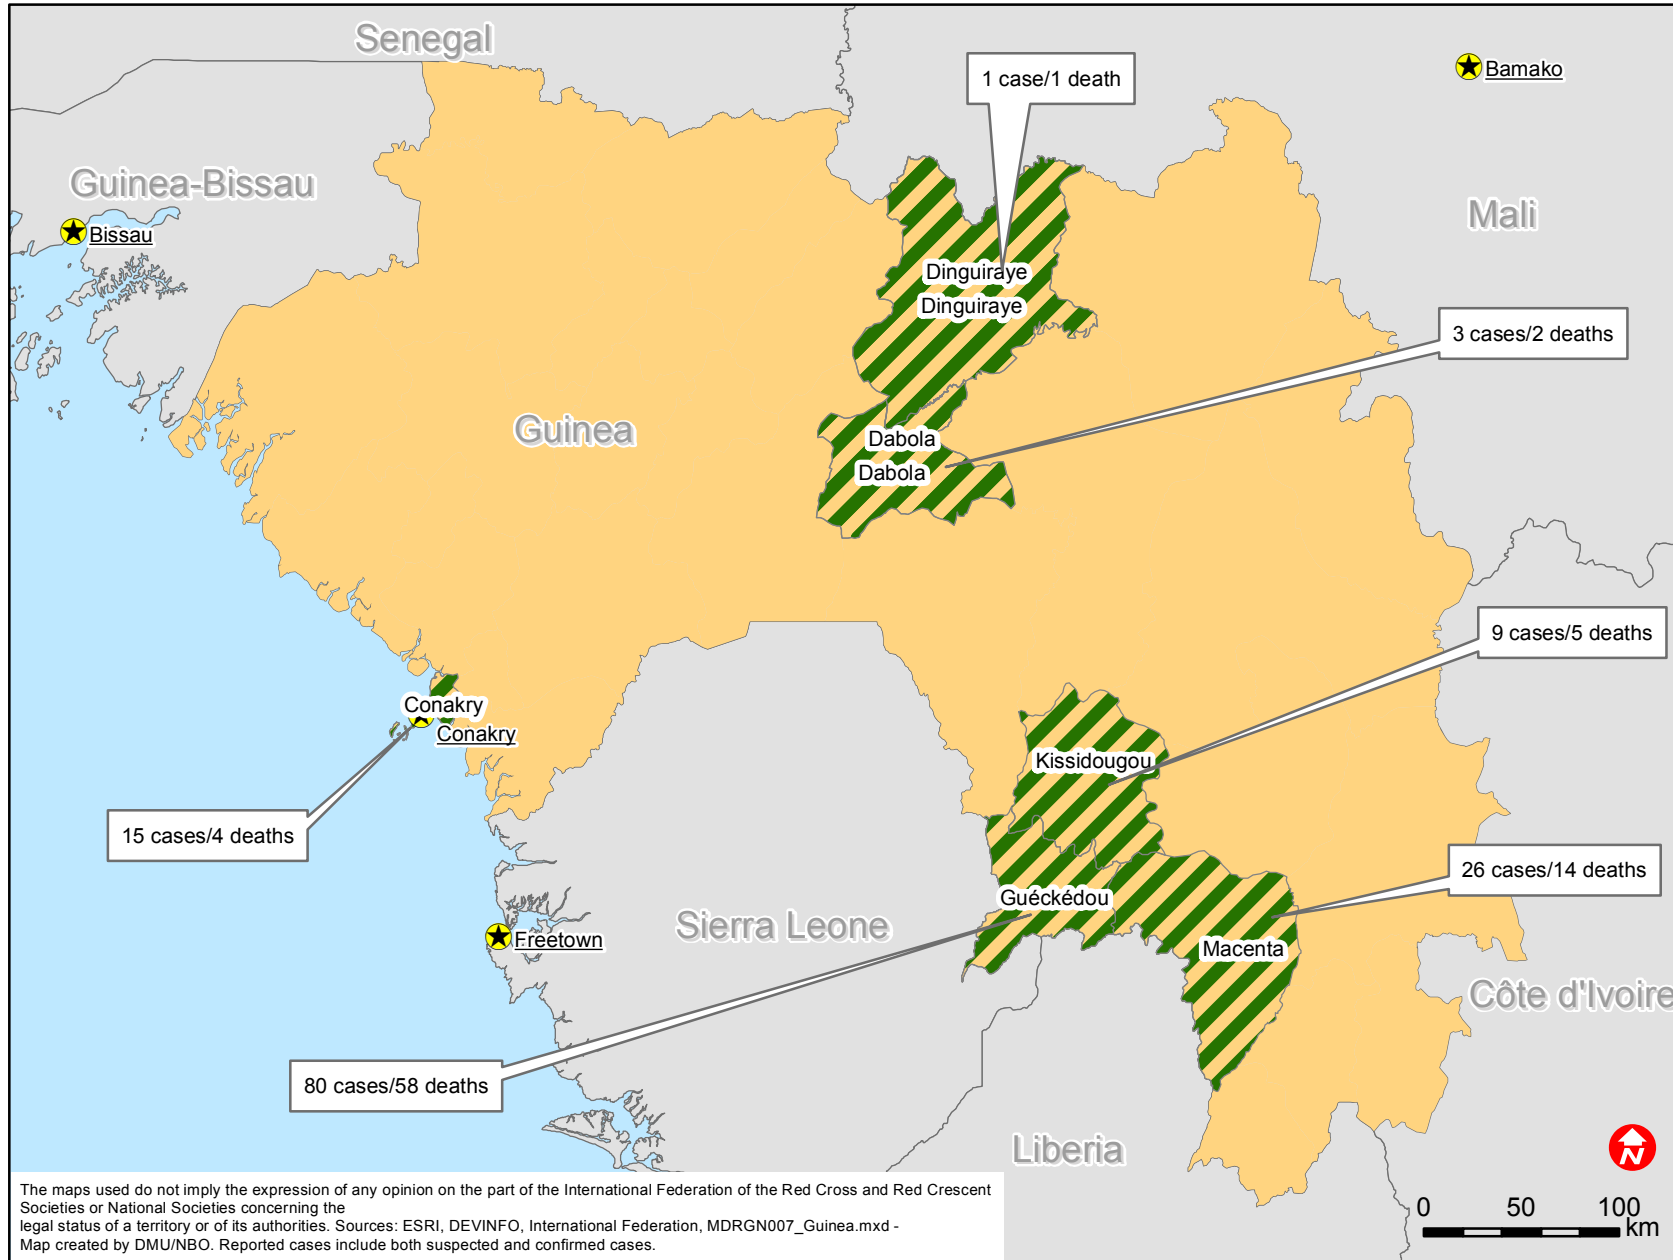 Senegal
1 case/1 death
Bamako
Guinea-Bissau
Bissau
Mali
Dinguiraye
Dinguiraye
3 cases/2 deaths
Guinea
Dabola
Dabola
9 cases/5 deaths
Conakry
Conakry
Kissidougou
15 cases/4 deaths
26 cases/14 deaths
Guéckédou
Sierra Leone
Freetown
Macenta
Côte d'Ivoire
80 cases/58 deaths
Liberia
N
The maps used do not imply the expression of any opinion on the part of the International Federation of the Red Cross and Red Crescent
Societies or National Societies concerning the
legal status of a territory or of its authorities. Sources: ESRI, DEVINFO, International Federation, MDRGN007_Guinea.mxd -
Map created by DMU/NBO. Reported cases include both suspected and confirmed cases.
0 50 100
km